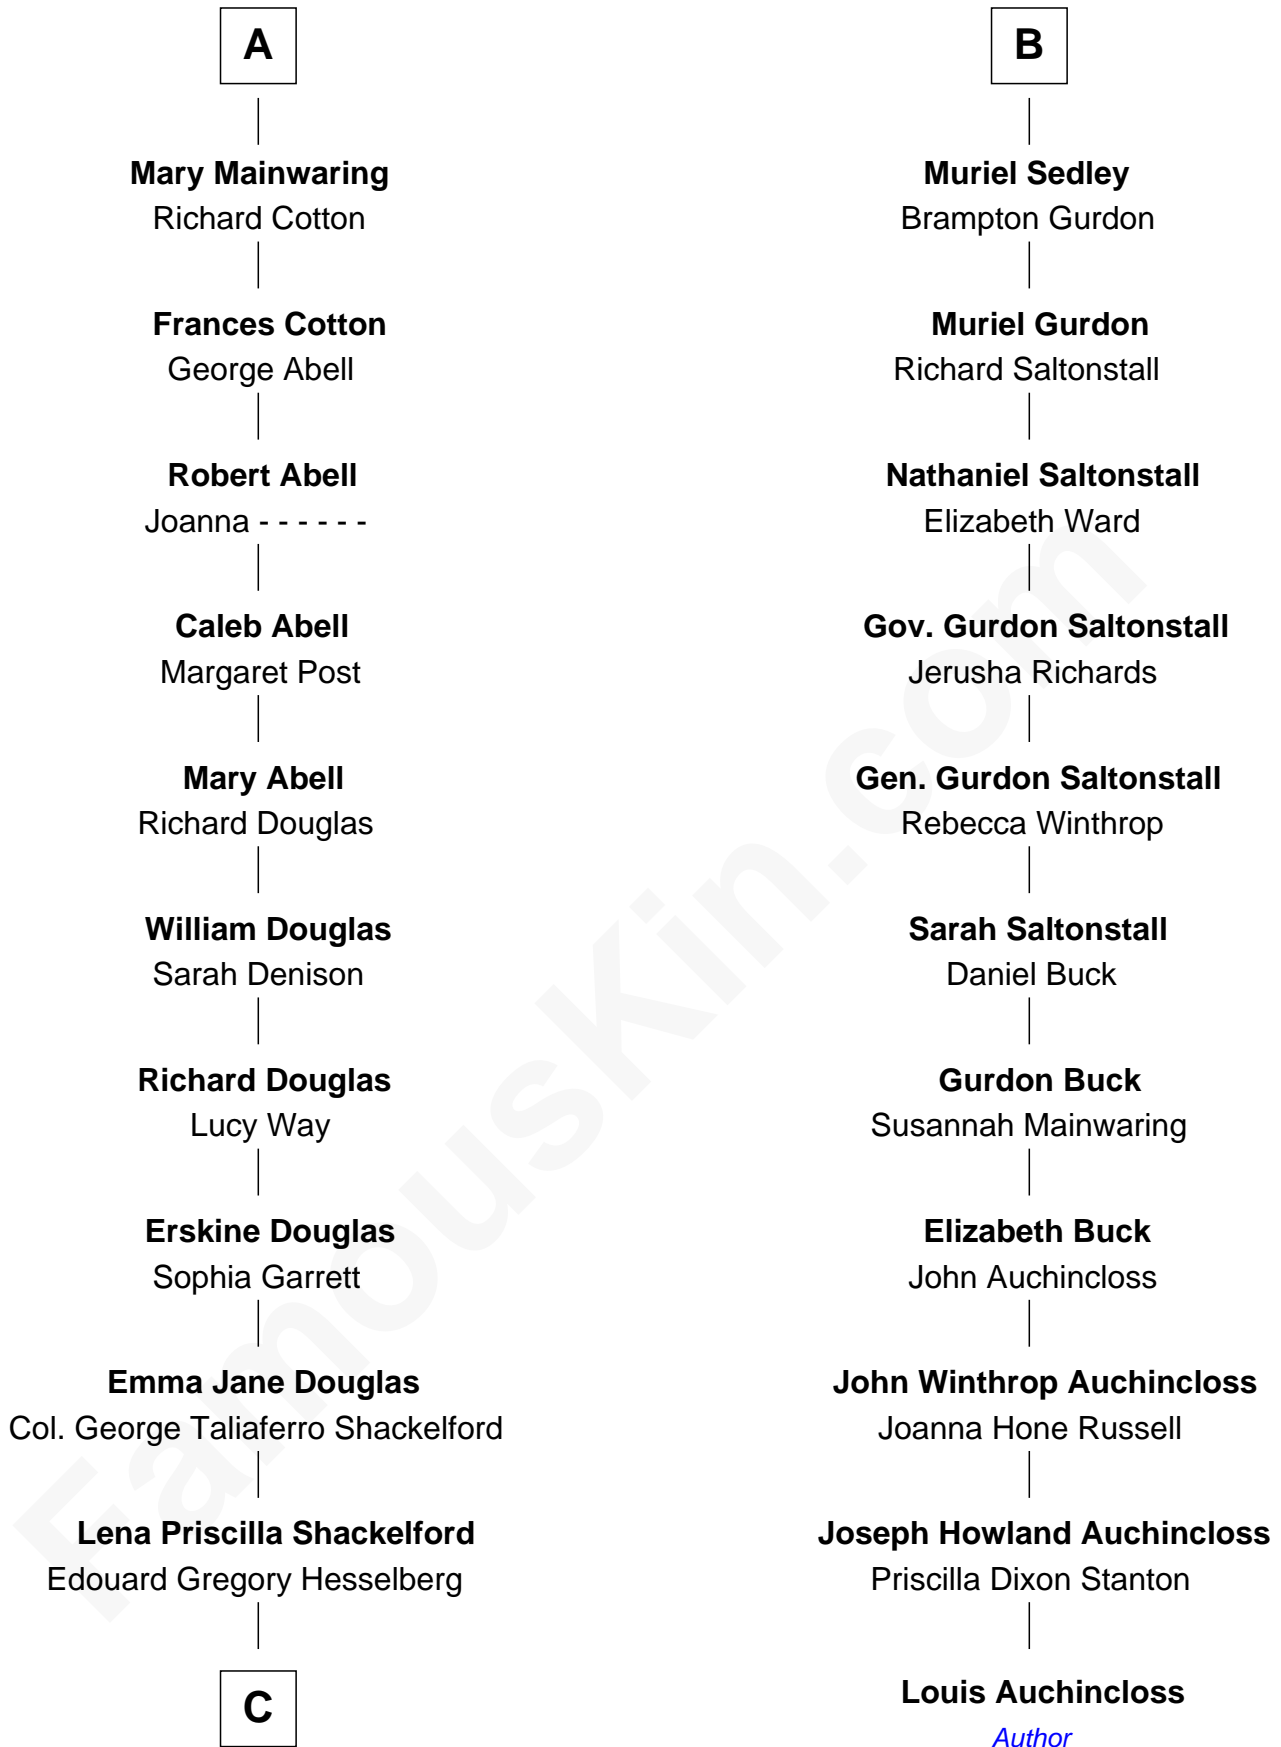 A
Mary Mainwaring
Richard Cotton
Frances Cotton
George Abell
Robert Abell
Joanna - - - - - -
Caleb Abell
Margaret Post
Mary Abell
Richard Douglas
William Douglas
Sarah Denison
Richard Douglas
Lucy Way
Erskine Douglas
Sophia Garrett
Emma Jane Douglas
Col. George Taliaferro Shackelford
Lena Priscilla Shackelford
Edouard Gregory Hesselberg
C
B
Muriel Sedley
Brampton Gurdon
Muriel Gurdon
Richard Saltonstall
Nathaniel Saltonstall
Elizabeth Ward
Gov. Gurdon Saltonstall
Jerusha Richards
Gen. Gurdon Saltonstall
Rebecca Winthrop
Sarah Saltonstall
Daniel Buck
Gurdon Buck
Susannah Mainwaring
Elizabeth Buck
John Auchincloss
John Winthrop Auchincloss
Joanna Hone Russell
Joseph Howland Auchincloss
Priscilla Dixon Stanton
Louis Auchincloss
Author
FamousKin.com